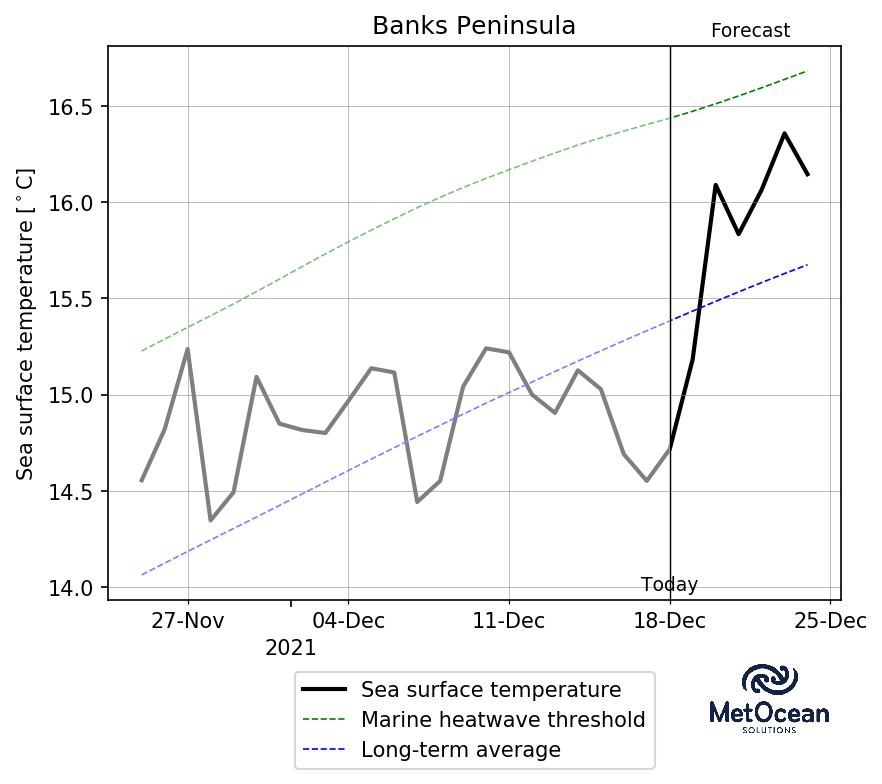 Banks Peninsula
Forecast
Sea surface temperature [°C]
16.5
16.0
15.5
15.0
14.5
14.0
Today
27-Nov
04-Dec
11-Dec
18-Dec
25-Dec
2021
Sea surface temperature
Marine heatwave threshold
Long-term average
MetOcean
SOLUTIONS